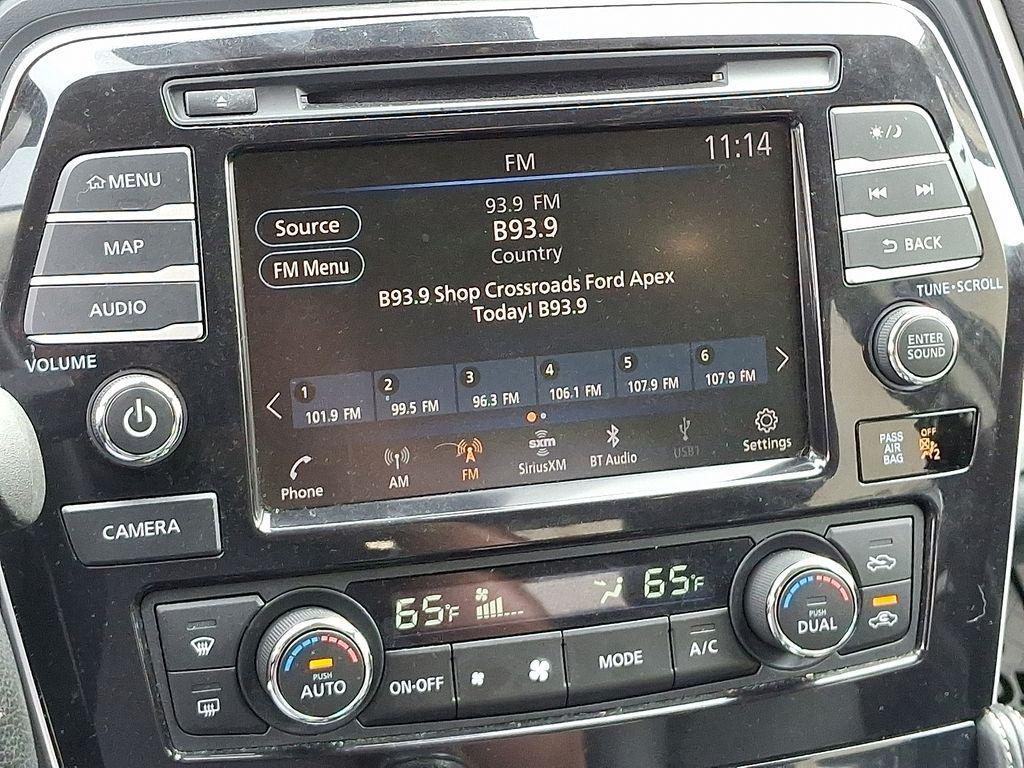 FM
11:14
MENU
MAP
AUDIO
VOLUME
CAMERA
Source
FM Menu
93.9 FM
B93.9
Country
B93.9 Shop Crossroads Ford Apex
Today! B93.9
1
101.9 FM
2
99.5 FM
3
96.3 FM
4
106.1 FM
5
107.9 FM
6
107.9 FM
Phone
AM
FM
sxm
SiriusXM
BT Audio
USB1
Settings
BACK
TUNE•SCROLL
ENTER
SOUND
PASS
AIR
BAG
OFF
2
65°F
65°F
PUSH
AUTO
ON-OFF
MODE
A/C
PUSH
DUAL